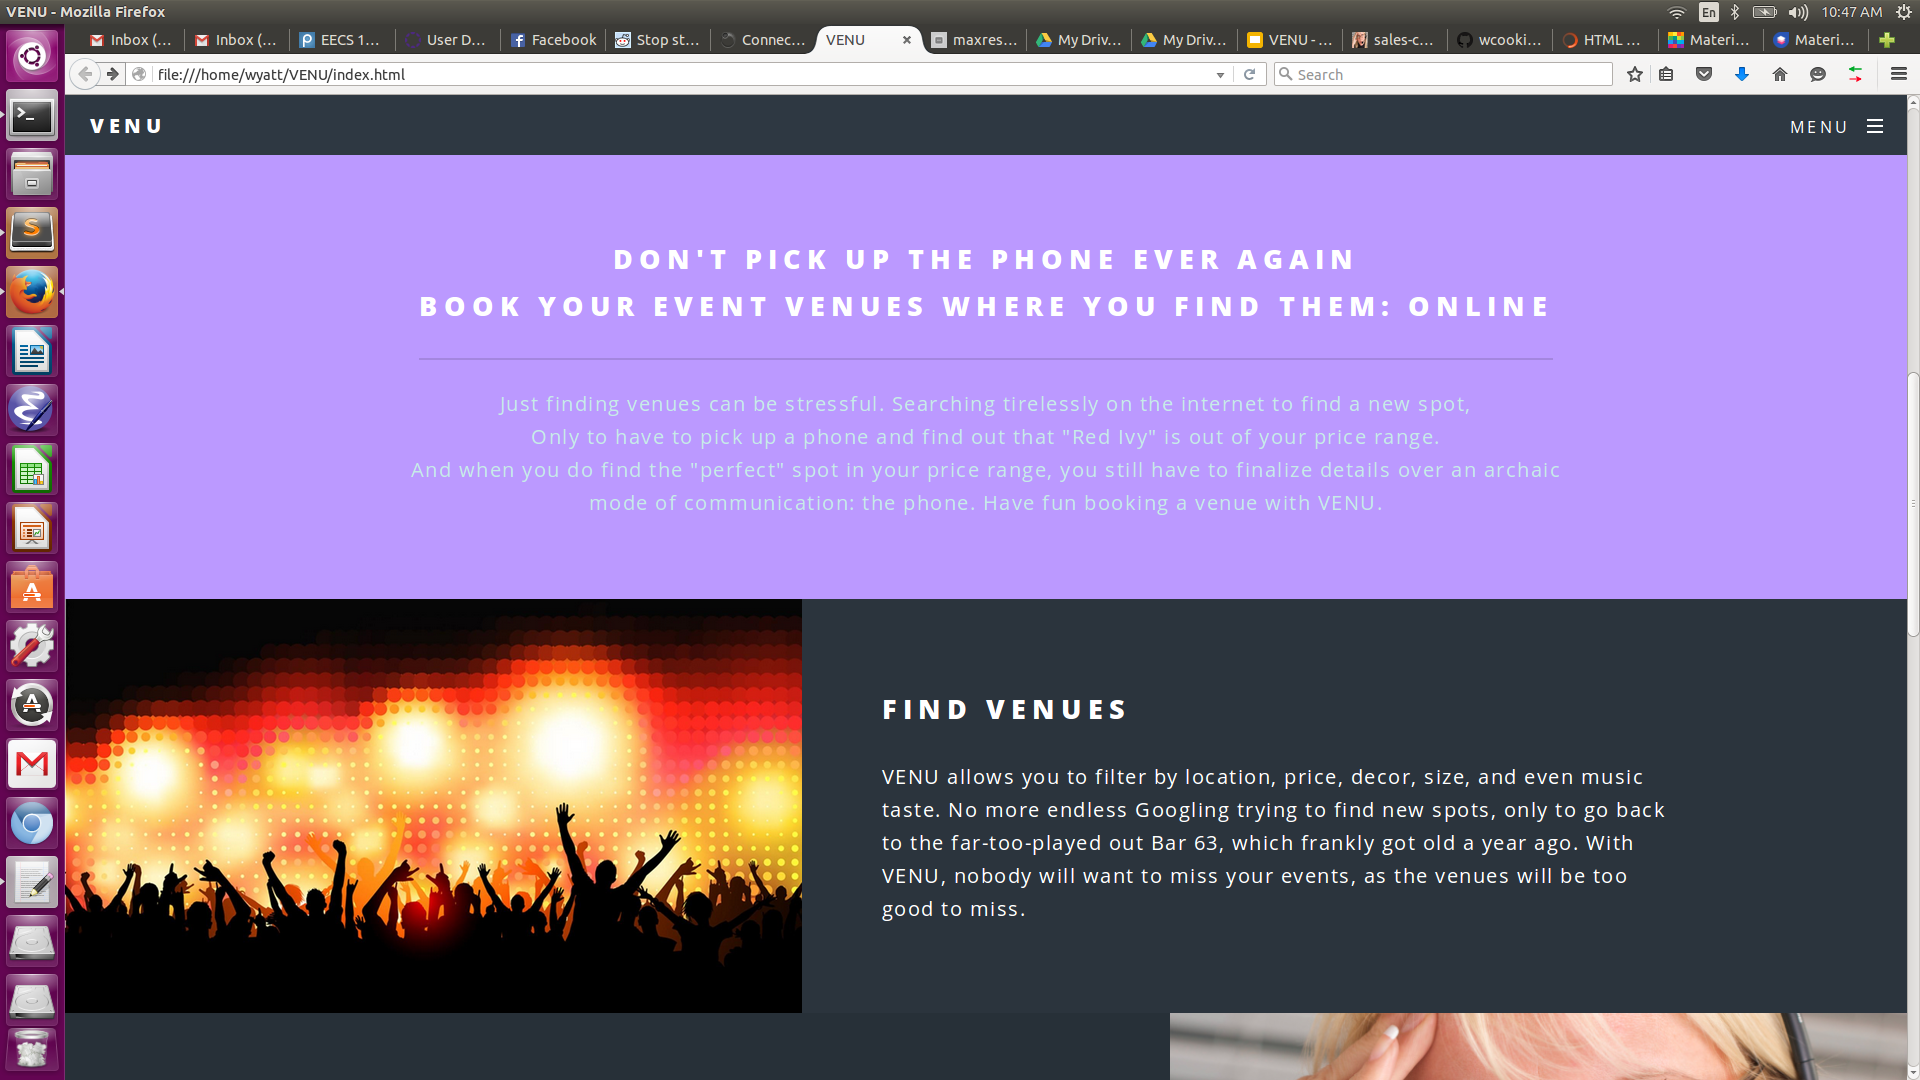 VENU - Mozilla Firefox
En
10:47 AM
Inbox (...
Inbox (...
EECS 1...
User D...
Facebook
Stop st...
Connec...
VENU
maxres...
My Driv...
My Driv...
VENU - ...
sales-c...
wcooki...
HTML ...
Materi...
Materi...
file:///home/wyatt/VENU/index.html
Search
VENU
MENU
DON'T PICK UP THE PHONE EVER AGAIN
BOOK YOUR EVENT VENUES WHERE YOU FIND THEM: ONLINE
Just finding venues can be stressful. Searching tirelessly on the internet to find a new spot,
Only to have to pick up a phone and find out that "Red Ivy" is out of your price range.
And when you do find the "perfect" spot in your price range, you still have to finalize details over an archaic
mode of communication: the phone. Have fun booking a venue with VENU.
FIND VENUES
VENU allows you to filter by location, price, decor, size, and even music
taste. No more endless Googling trying to find new spots, only to go back
to the far-too-played out Bar 63, which frankly got old a year ago. With
VENU, nobody will want to miss your events, as the venues will be too
good to miss.